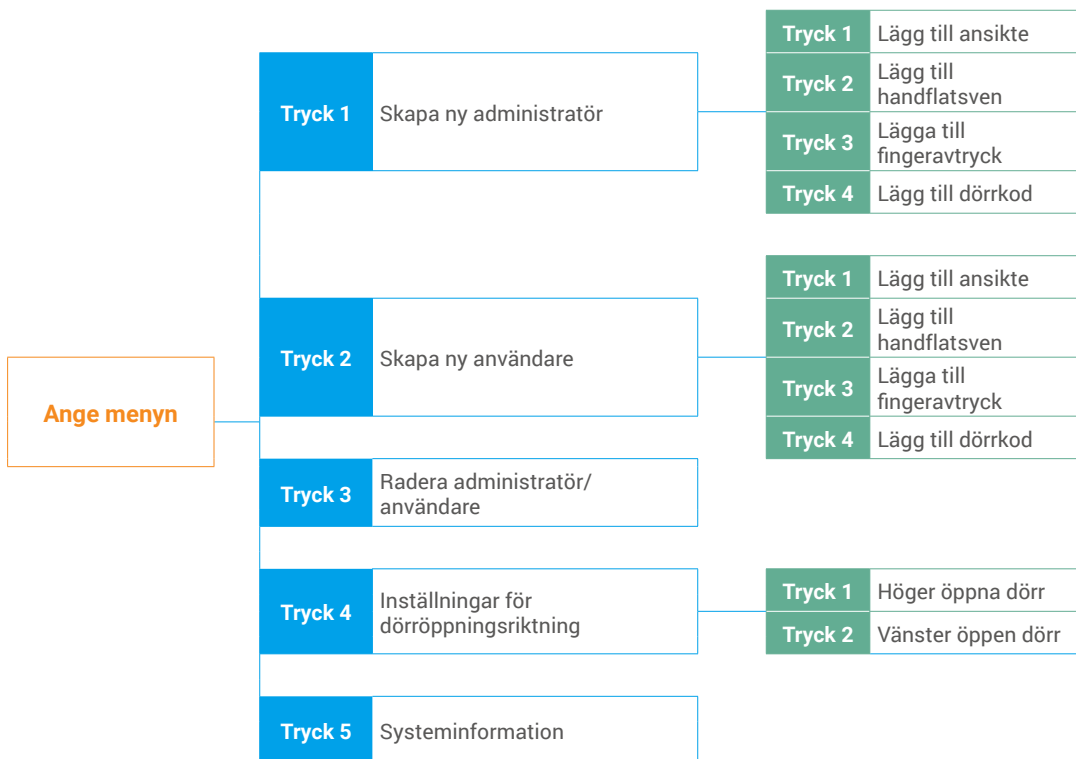 Ange menyn
Tryck 1
Skapa ny administratör
Tryck 1
Lägg till ansikte
Tryck 2
Lägg till
handflatsven
Tryck 3
Lägga till
fingeravtryck
Tryck 4
Lägg till dörrkod
Tryck 2
Skapa ny användare
Tryck 1
Lägg till ansikte
Tryck 2
Lägg till
handflatsven
Tryck 3
Lägga till
fingeravtryck
Tryck 4
Lägg till dörrkod
Tryck 3
Radera administratör/
användare
Tryck 4
Inställningar för
dörröppningsriktning
Tryck 1
Höger öppna dörr
Tryck 2
Vänster öppen dörr
Tryck 5
Systeminformation